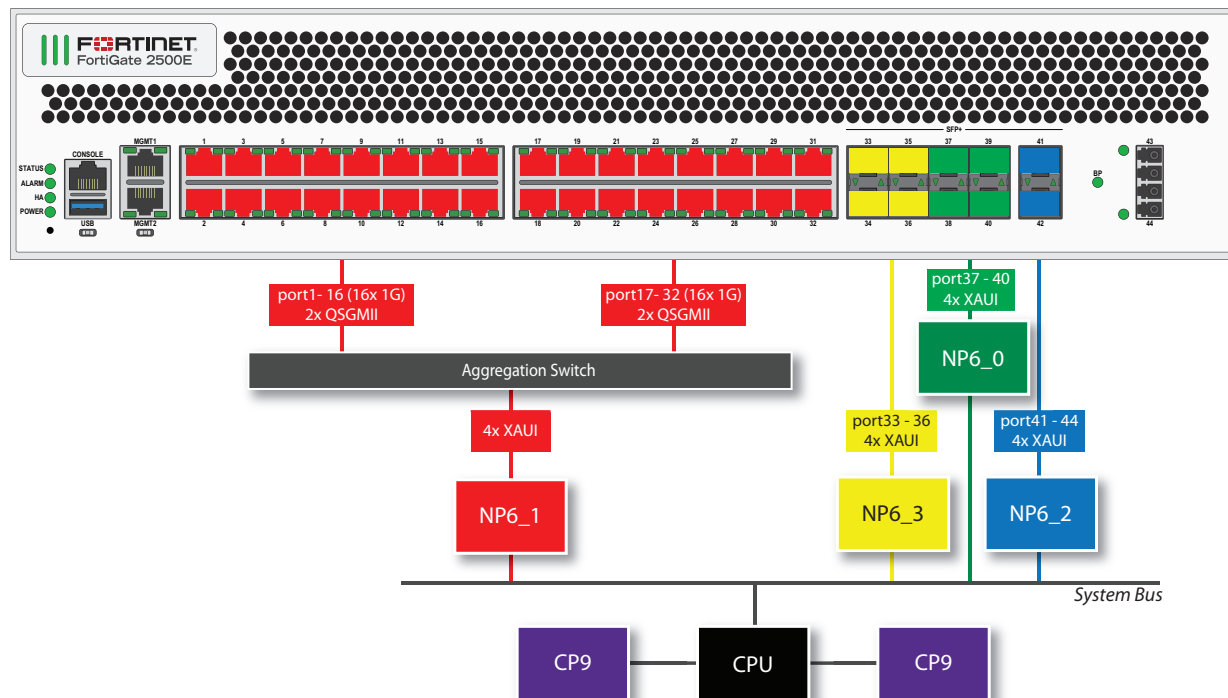 FORTINET
FortiGate 2500E
SFP+
MGMT1 1 3 5 7 9 11 13 15 17 19 21 23 25 27 29 31 33 35 37 39 41 43
CONSOLE
STATUS
ALARM
HA
POWER
BP
USB
MGMT2 2 4 6 8 10 12 14 16 18 20 22 24 26 28 30 32 34 36 38 40 42 44
port1- 16 (16x 1G)
2x QSGMII
port17- 32 (16x 1G)
2x QSGMII
port37 - 40
4x XAUI
NP6_0
Aggregation Switch
4x XAUI
port33 - 36
4x XAUI
port41 - 44
4x XAUI
NP6_1
NP6_3
NP6_2
System Bus
CP9
CPU
CP9